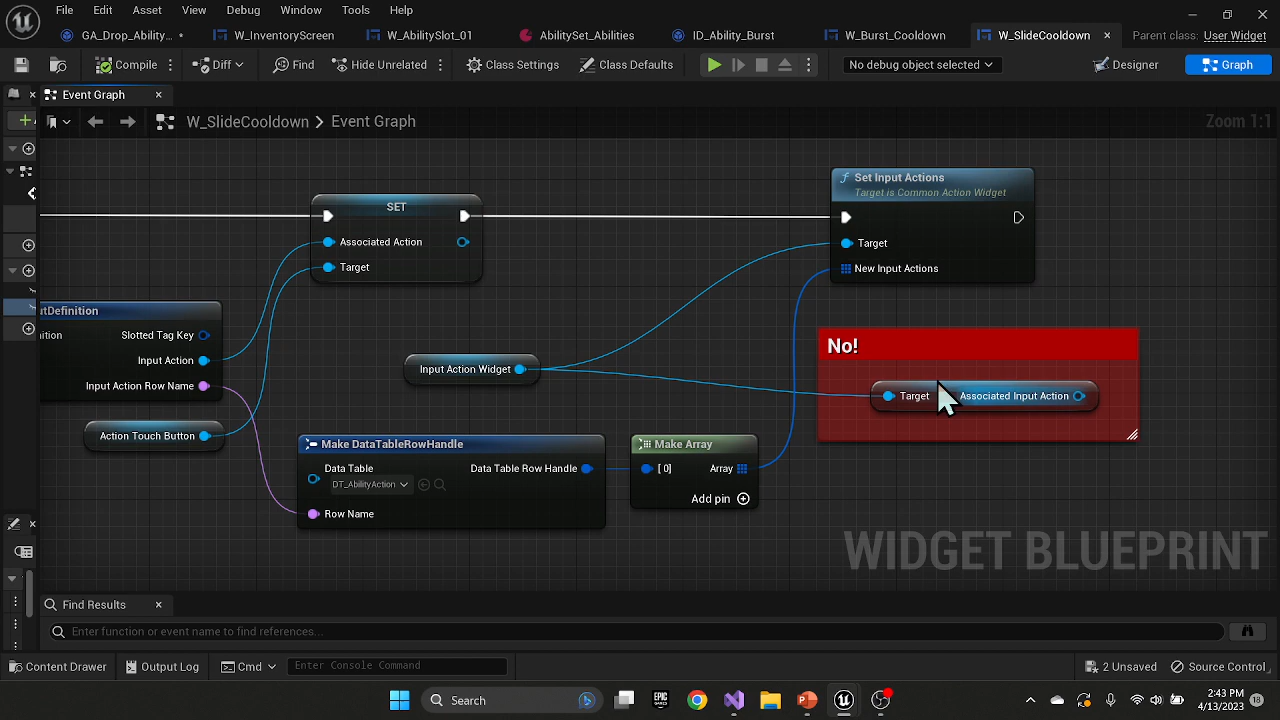 File Edit Asset View Debug Window Tools Help
GA_Drop_Ability... * W_InventoryScreen W_AbilitySlot_01 AbilitySet_Abilities ID_Ability_Burst W_Burst_Cooldown W_SlideCooldown Parent class: User Widget
Compile Diff Find Hide Unrelated Class Settings Class Defaults No debug object selected Designer Graph
Event Graph
W_SlideCooldown > Event Graph Zoom 1:1
SET
Associated Action
Target
Set Input Actions
Target is Common Action Widget
Target
New Input Actions
utDefinition
inition Slotted Tag Key
Input Action
Input Action Row Name
Action Touch Button
Input Action Widget
No!
Target Associated Input Action
Make DataTableRowHandle
Data Table Data Table Row Handle
DT_AbilityAction
Row Name
Make Array
[0] Array
Add pin
WIDGET BLUEPRINT
Find Results
Enter function or event name to find references...
Content Drawer Output Log Cmd Enter Console Command 2 Unsaved Source Control
Search EPIC GAMES 2:43 PM
4/13/2023 18